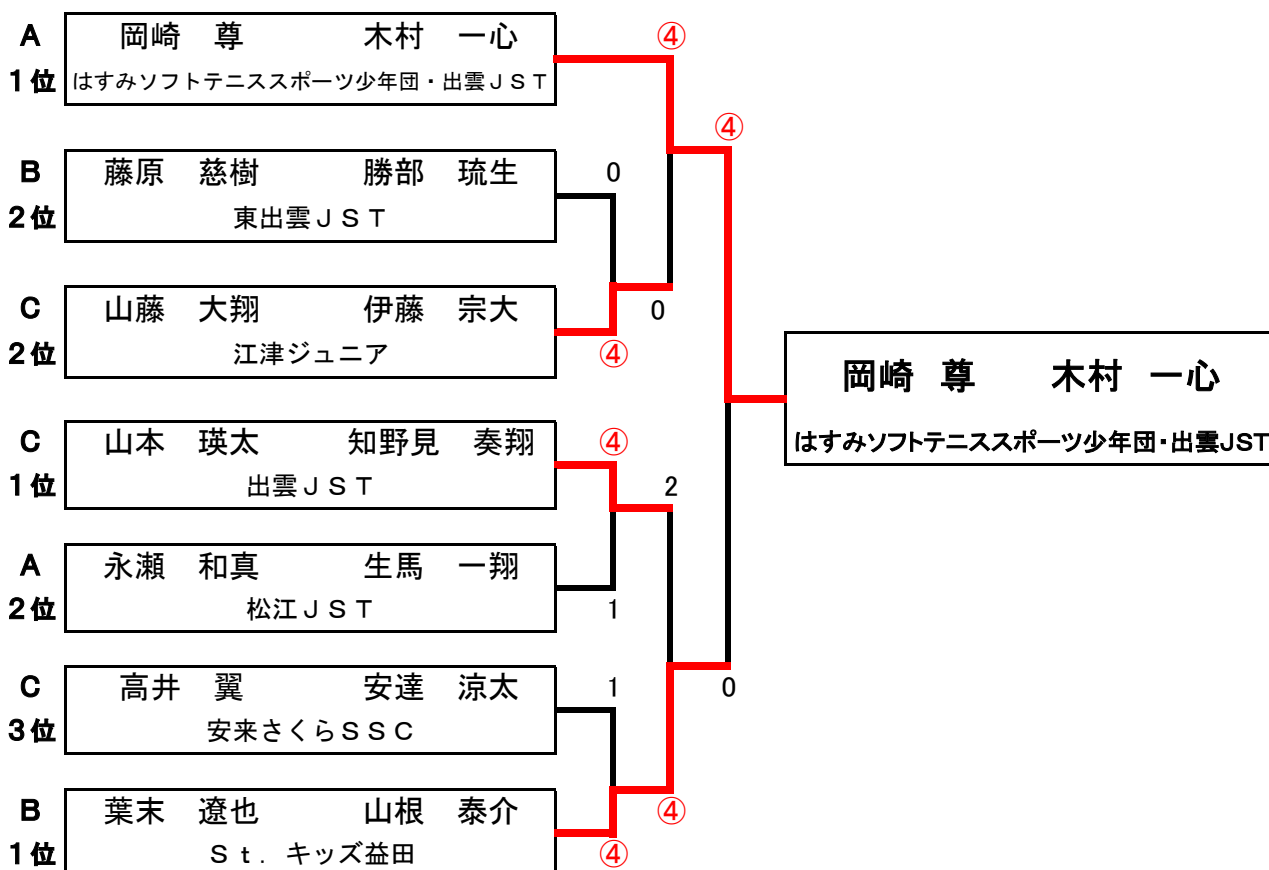 A
1位
岡崎　尊　　　木村　一心
はすみソフトテニススポーツ少年団・出雲ＪＳＴ
④
④
B
2位
藤原　慈樹　　　勝部　琉生
東出雲ＪＳＴ
0
C
2位
山藤　大翔　　　伊藤　宗大
江津ジュニア
④
0
C
1位
山本　瑛太　　　知野見　奏翔
出雲ＪＳＴ
④
2
A
2位
永瀬　和真　　　生馬　一翔
松江ＪＳＴ
1
C
3位
高井　翼　　　安達　涼太
安来さくらＳＳＣ
1
0
B
1位
葉末　遼也　　　山根　泰介
Ｓｔ．キッズ益田
④
④
岡崎　尊　　木村　一心
はすみソフトテニススポーツ少年団・出雲JST